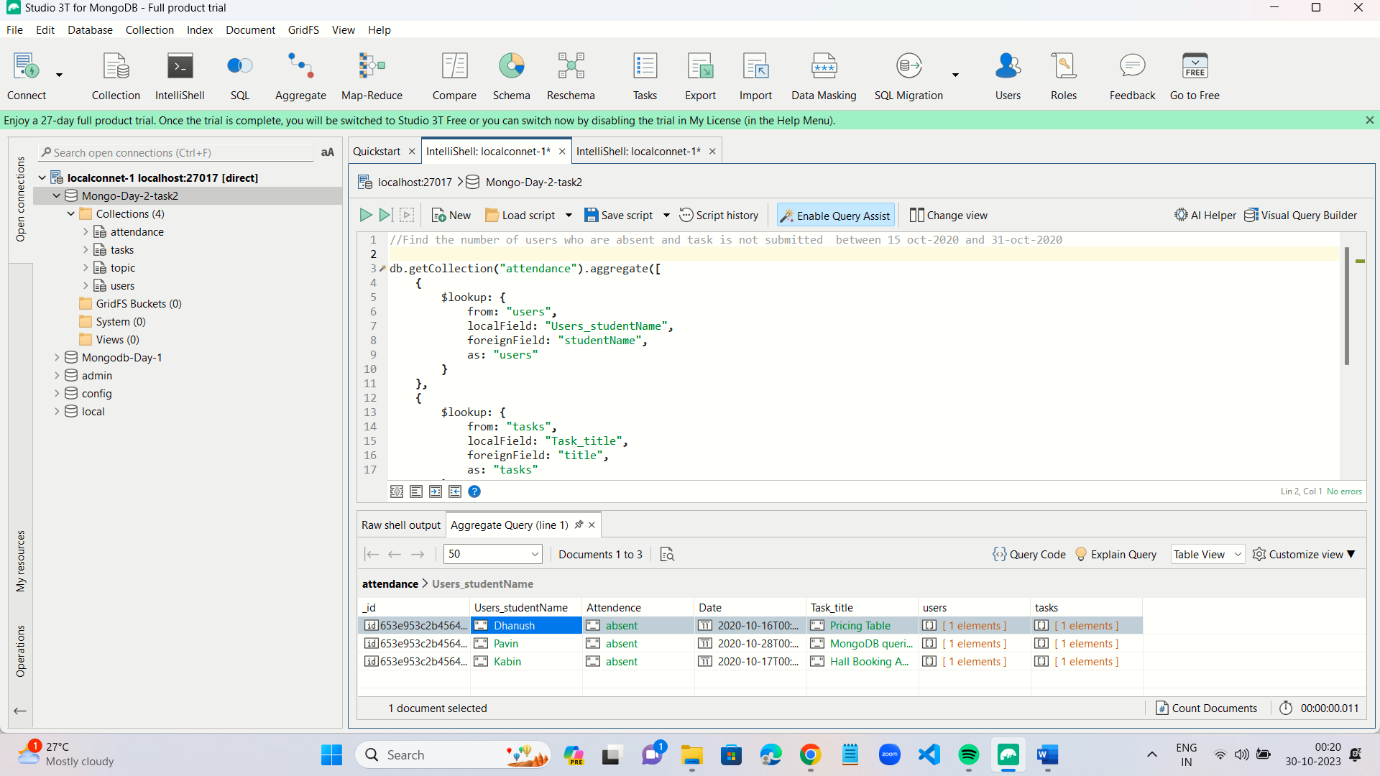 Studio 3T for MongoDB - Full product trial
File Edit Database Collection Index Document GridFS View Help
Connect Collection IntelliShell SQL Aggregate Map-Reduce Compare Schema Reschema Tasks Export Import Data Masking SQL Migration Users Roles Feedback FREE Go to Free
Enjoy a 27-day full product trial. Once the trial is complete, you will be switched to Studio 3T Free or you can switch now by disabling the trial in My License (in the Help Menu).
Open connections
My resources
Operations
Search open connections (Ctrl+F) aA
localconnet-1 localhost:27017 [direct]
Mongo-Day-2-task2
Collections (4)
attendance
tasks
topic
users
GridFS Buckets (0)
System (0)
Views (0)
Mongodb-Day-1
admin
config
local
Quickstart IntelliShell: localconnet-1* IntelliShell: localconnet-1*
localhost:27017 Mongo-Day-2-task2
New Load script Save script Script history Enable Query Assist Change view AI Helper Visual Query Builder
1 //Find the number of users who are absent and task is not submitted  between 15 oct-2020 and 31-oct-2020
2
3 db.getCollection("attendance").aggregate([
4 {
5 $lookup: {
6 from: "users",
7 localField: "Users_studentName",
8 foreignField: "studentName",
9 as: "users"
10 }
11 },
12 {
13 $lookup: {
14 from: "tasks",
15 localField: "Task_title",
16 foreignField: "title",
17 as: "tasks"
Lin 2, Col 1 No errors
Raw shell output Aggregate Query (line 1)
50 Documents 1 to 3 Query Code Explain Query Table View Customize view
attendance > Users_studentName
_id Users_studentName Attendence Date Task_title users tasks
653e953c2b4564... Dhanush absent 2020-10-16T00:... Pricing Table [ 1 elements ] [ 1 elements ]
653e953c2b4564... Pavin absent 2020-10-28T00:... MongoDB queri... [ 1 elements ] [ 1 elements ]
653e953c2b4564... Kabin absent 2020-10-17T00:... Hall Booking A... [ 1 elements ] [ 1 elements ]
1 document selected Count Documents 00:00:00.011
1 27°C
Mostly cloudy
Search PRE 1 zoom
ENG
IN
00:20
30-10-2023